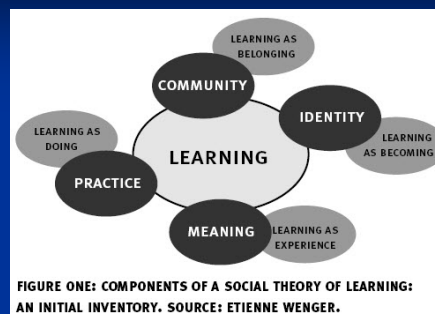 LEARNING AS
BELONGING
COMMUNITY
IDENTITY
LEARNING AS
DOING
LEARNING
AS BECOMING
LEARNING
PRACTICE
MEANING
LEARNING AS
EXPERIENCE
FIGURE ONE: COMPONENTS OF A SOCIAL THEORY OF LEARNING:
AN INITIAL INVENTORY. SOURCE: ETIENNE WENGER.